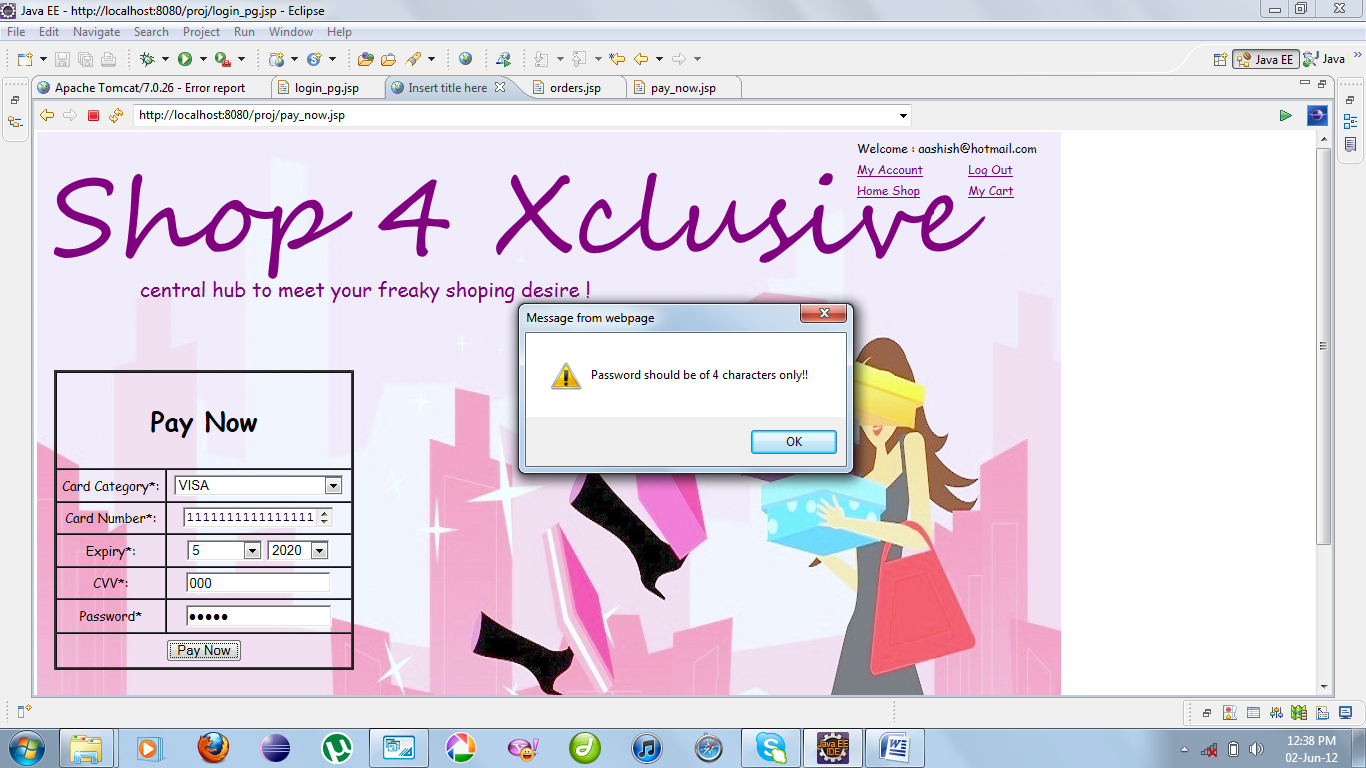 Java EE - http://localhost:8080/proj/login_pg.jsp - Eclipse
File Edit Navigate Search Project Run Window Help
Java EE Java »
Apache Tomcat/7.0.26 - Error report login_pg.jsp Insert title here orders.jsp pay_now.jsp
http://localhost:8080/proj/pay_now.jsp
Welcome : aashish@hotmail.com
My Account Log Out
Home Shop My Cart
Shop 4 Xclusive
central hub to meet your freaky shoping desire !
Message from webpage
Password should be of 4 characters only!!
OK
Pay Now
Card Category*: VISA
Card Number*: 1111111111111111
Expiry*: 5 2020
CVV*: 000
Password* •••••
Pay Now
Java EE IDE
12:38 PM
02-Jun-12